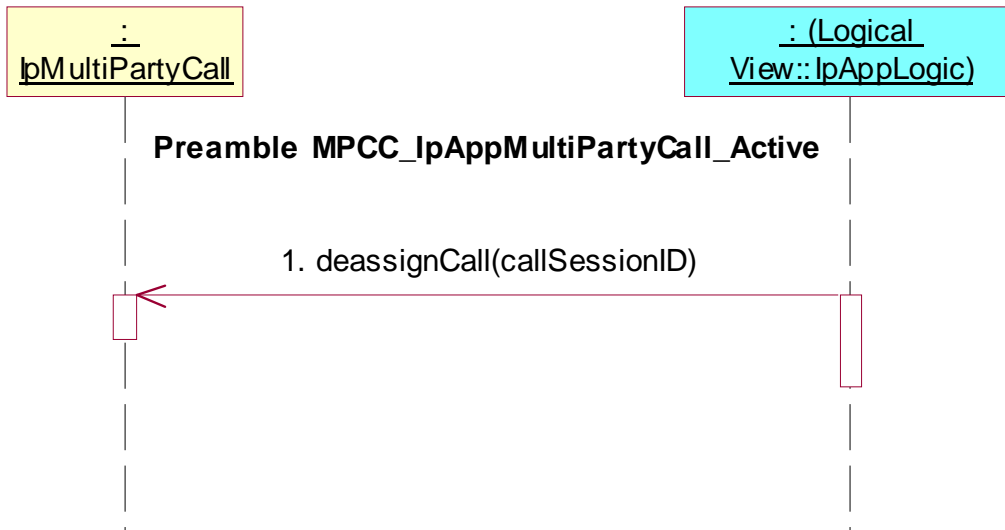 :
IpMultiPartyCall
: (Logical
View::IpAppLogic)
Preamble MPCC_IpAppMultiPartyCall_Active
1. deassignCall(callSessionID)